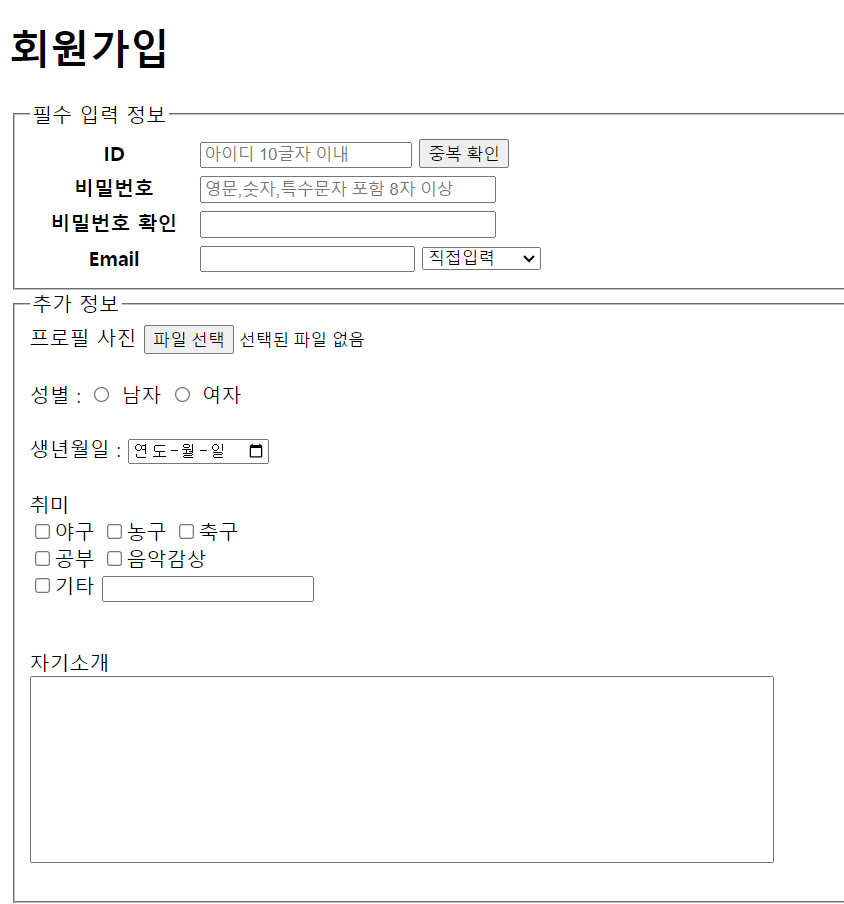 회원가입
필수 입력 정보
ID 아이디 10글자 이내 중복 확인
비밀번호 영문,숫자,특수문자 포함 8자 이상
비밀번호 확인
Email 직접입력
추가 정보
프로필 사진 파일 선택 선택된 파일 없음
성별 : 남자 여자
생년월일 : 연도-월-일
취미
야구 농구 축구
공부 음악감상
기타
자기소개